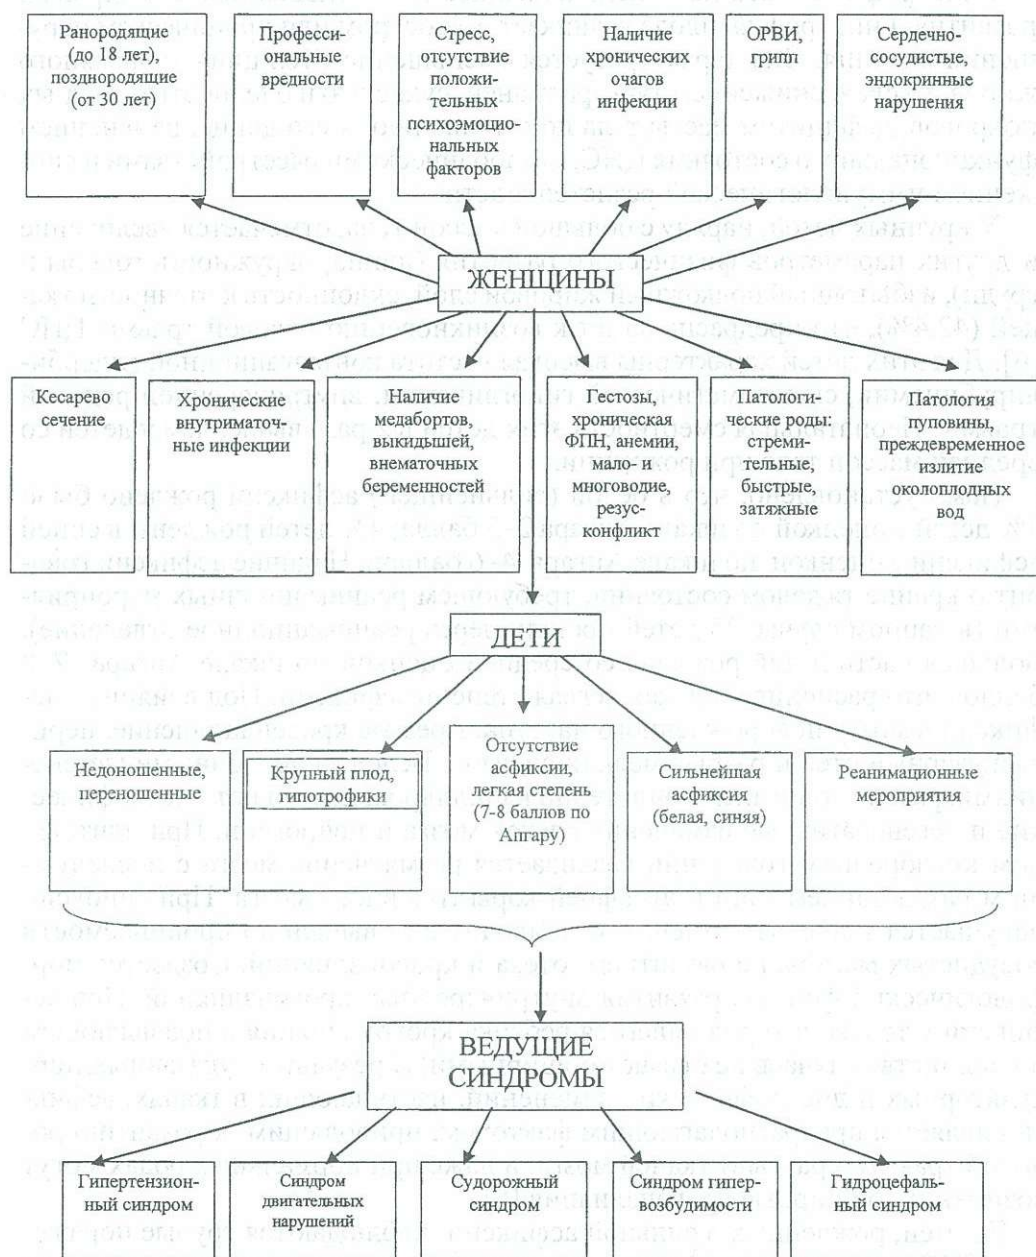 Ранородящие
(до 18 лет),
позднородящие
(от 30 лет)
Професси-
ональные
вредности
Стресс,
отсутствие
положи-
тельных
психоэмоцио-
нальных
факторов
Наличие
хронических
очагов
инфекции
ОРВИ,
грипп
Сердечно-
сосудистые,
эндокринные
нарушения
ЖЕНЩИНЫ
Кесарево
сечение
Хронические
внутриматоч-
ные инфекции
Наличие
медабортов,
выкидышей,
внематочных
беременностей
Гестозы,
хроническая
ФПН, анемии,
мало- и
многоводие,
резус-
конфликт
Патологи-
ческие роды:
стреми-
тельные,
быстрые,
затяжные
Патология
пуповины,
преждевременное
излитие
околоплодных
вод
ДЕТИ
Недоношенные,
переношенные
Крупный плод,
гипотрофики
Отсутствие
асфиксии,
легкая степень
(7-8 баллов по
Апгару)
Сильнейшая
асфиксия
(белая, синяя)
Реанимационные
мероприятия
ВЕДУЩИЕ
СИНДРОМЫ
Гипертензион-
ный синдром
Синдром
двигательных
нарушений
Судорожный
синдром
Синдром гипер-
возбудимости
Гидроцефаль-
ный синдром